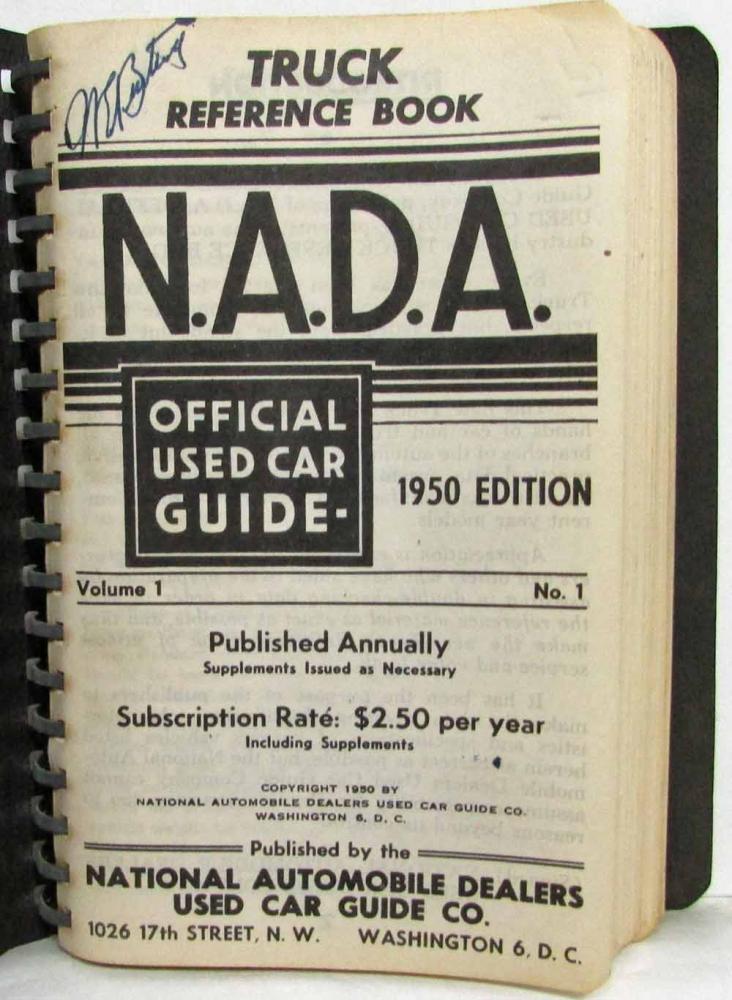 TRUCK
REFERENCE BOOK
N.A.D.A.
OFFICIAL
USED CAR
GUIDE-
1950 EDITION
Volume 1
No. 1
Published Annually
Supplements Issued as Necessary
Subscription Raté: $2.50 per year
Including Supplements
COPYRIGHT 1950 BY
NATIONAL AUTOMOBILE DEALERS USED CAR GUIDE CO.
WASHINGTON 6, D. C.
Published by the
NATIONAL AUTOMOBILE DEALERS
USED CAR GUIDE CO.
1026 17th STREET, N. W. WASHINGTON 6, D. C.